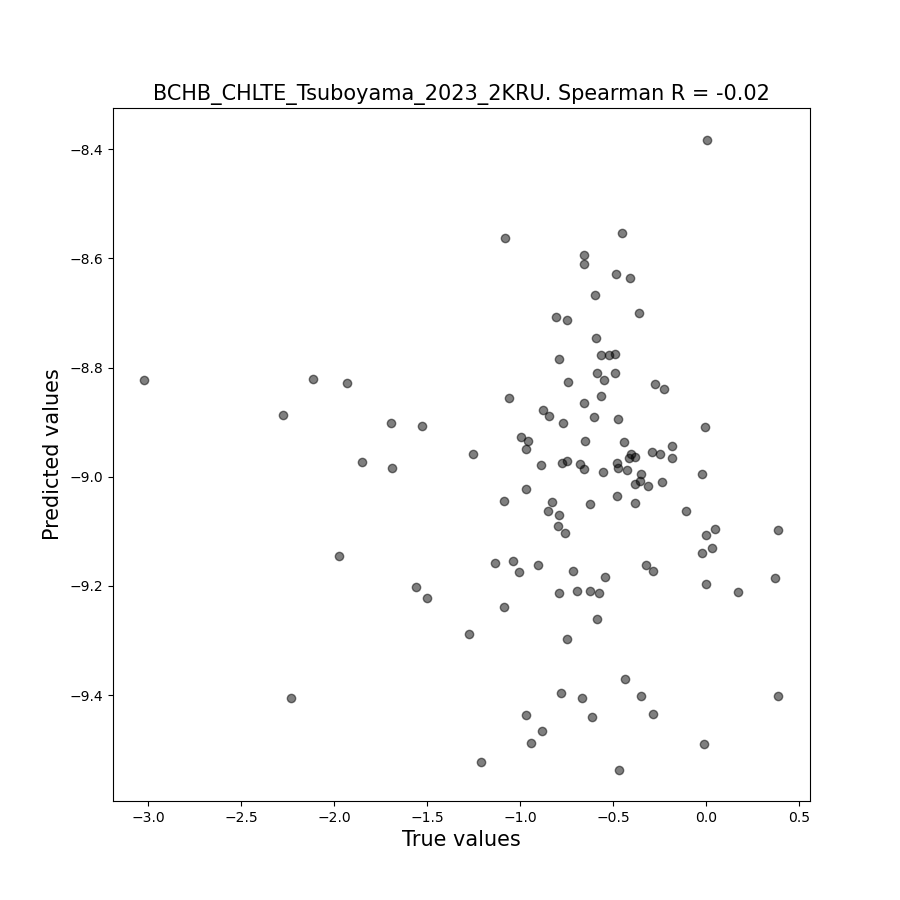 BCHB_CHLTE_Tsuboyama_2023_2KRU. Spearman R = -0.02
Predicted values
−8.4
−8.6
−8.8
−9.0
−9.2
−9.4
−3.0 −2.5 −2.0 −1.5 −1.0 −0.5 0.0 0.5
True values